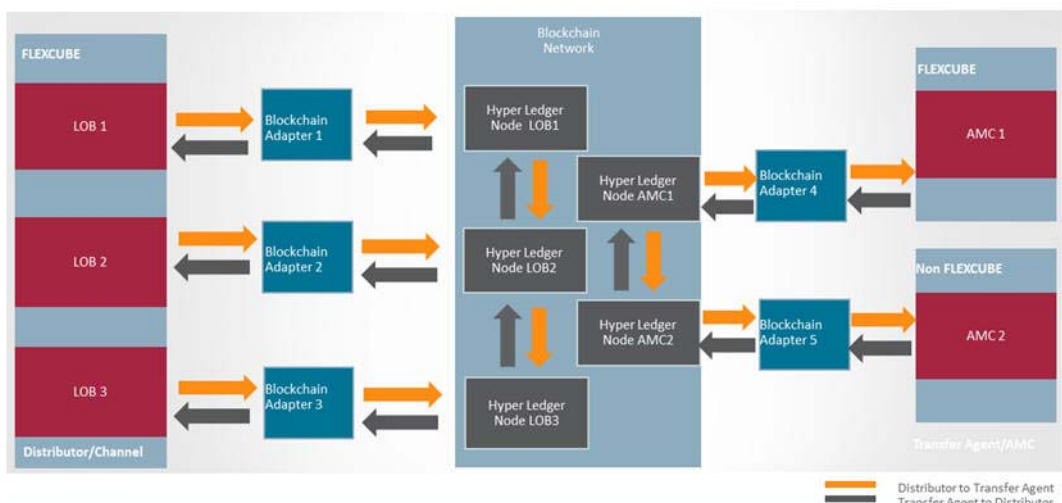 FLEXCUBE
LOB 1
LOB 2
LOB 3
Distributor/Channel
Blockchain
Adapter 1
Blockchain
Adapter 2
Blockchain
Adapter 3
Blockchain
Network
Hyper Ledger
Node LOB1
Hyper Ledger
Node AMC1
Hyper Ledger
Node LOB2
Hyper Ledger
Node AMC2
Hyper Ledger
Node LOB3
Blockchain
Adapter 4
Blockchain
Adapter 5
FLEXCUBE
AMC 1
Non FLEXCUBE
AMC 2
Transfer Agent/AMC
Distributor to Transfer Agent
Transfer Agent to Distributor